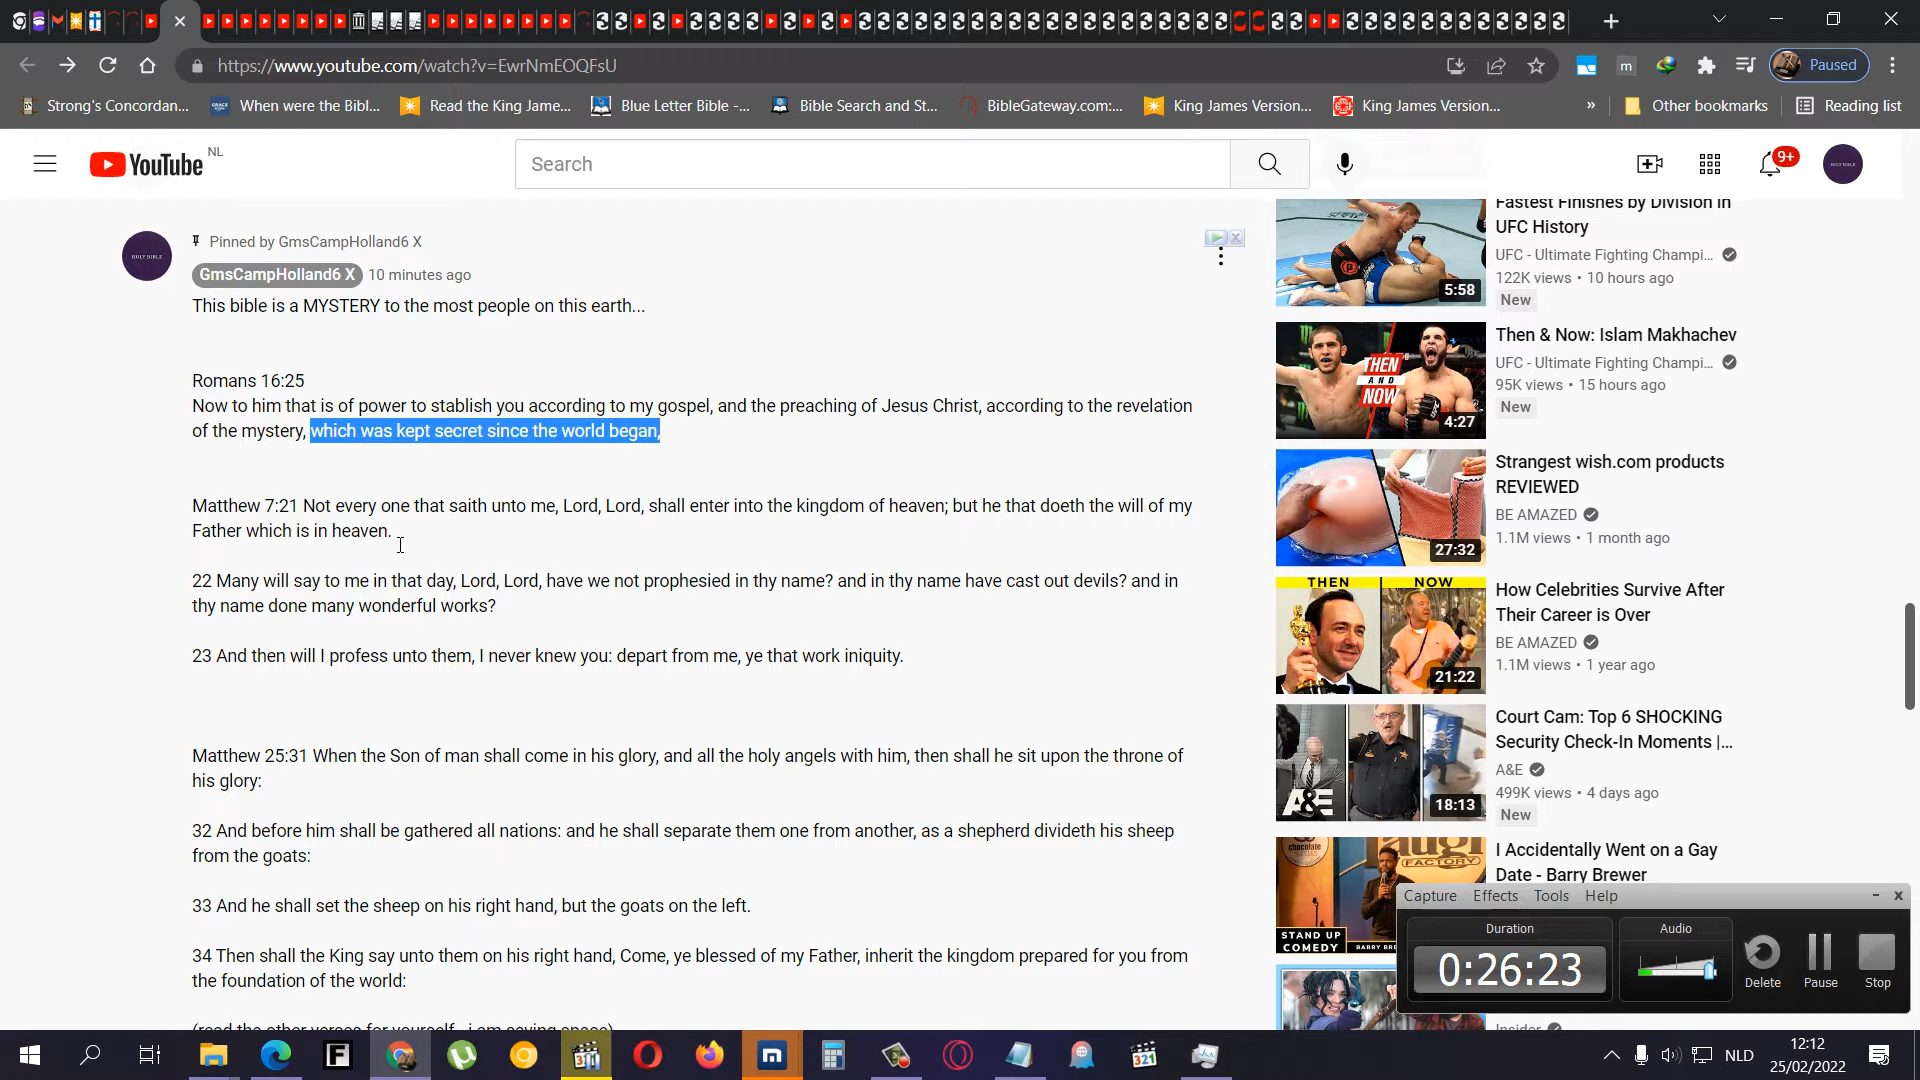 https://www.youtube.com/watch?v=EwrNmEOQFsU
Paused
Strong's Concordan...
When were the Bibl...
Read the King Jame...
Blue Letter Bible -...
Bible Search and St...
BibleGateway.com:...
King James Version...
King James Version...
»
Other bookmarks
Reading list
YouTube NL
Search
9+
Pinned by GmsCampHolland6 X
GmsCampHolland6 X 10 minutes ago
This bible is a MYSTERY to the most people on this earth...
Romans 16:25
Now to him that is of power to stablish you according to my gospel, and the preaching of Jesus Christ, according to the revelation
of the mystery, which was kept secret since the world began,
Matthew 7:21 Not every one that saith unto me, Lord, Lord, shall enter into the kingdom of heaven; but he that doeth the will of my
Father which is in heaven.
22 Many will say to me in that day, Lord, Lord, have we not prophesied in thy name? and in thy name have cast out devils? and in
thy name done many wonderful works?
23 And then will I profess unto them, I never knew you: depart from me, ye that work iniquity.
Matthew 25:31 When the Son of man shall come in his glory, and all the holy angels with him, then shall he sit upon the throne of
his glory:
32 And before him shall be gathered all nations: and he shall separate them one from another, as a shepherd divideth his sheep
from the goats:
33 And he shall set the sheep on his right hand, but the goats on the left.
34 Then shall the King say unto them on his right hand, Come, ye blessed of my Father, inherit the kingdom prepared for you from
the foundation of the world:
(read the other verses for yourself - i am saving space)
Fastest Finishes by Division in
UFC History
UFC - Ultimate Fighting Champi...
122K views • 10 hours ago
New
5:58
Then & Now: Islam Makhachev
UFC - Ultimate Fighting Champi...
95K views • 15 hours ago
New
THEN AND NOW
4:27
Strangest wish.com products
REVIEWED
BE AMAZED
1.1M views • 1 month ago
27:32
THEN NOW
How Celebrities Survive After
Their Career is Over
BE AMAZED
1.1M views • 1 year ago
21:22
Court Cam: Top 6 SHOCKING
Security Check-In Moments |...
A&E
499K views • 4 days ago
New
A&E
18:13
I Accidentally Went on a Gay
Date - Barry Brewer
chocolate
FACTORY
STAND UP
COMEDY
Insider
Capture Effects Tools Help
Duration
0:26:23
Audio
Delete
Pause
Stop
NLD
12:12
25/02/2022